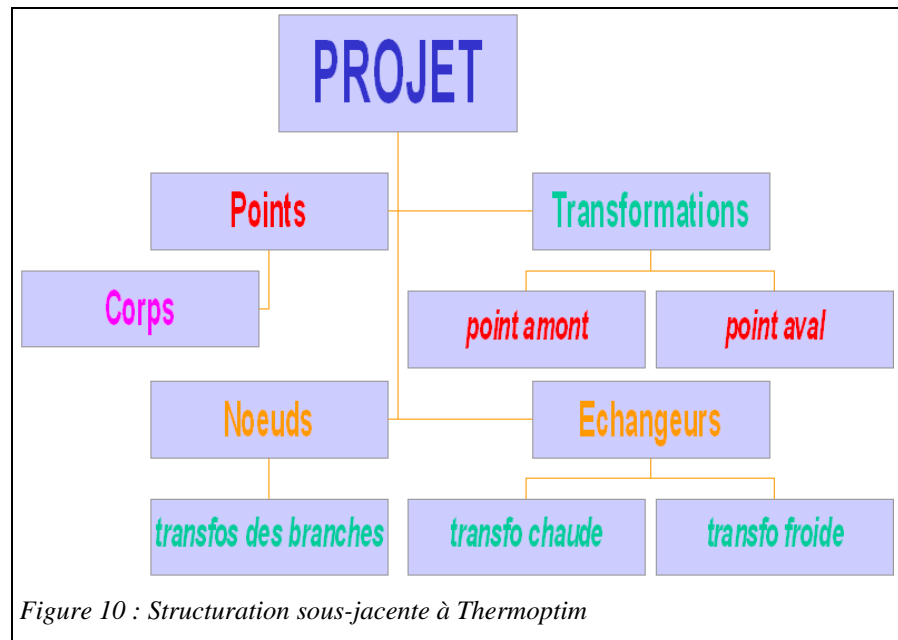 PROJET
Points
Transformations
Corps
point amont
point aval
Noeuds
Echangeurs
transfos des branches
transfo chaude
transfo froide
Figure 10 : Structuration sous-jacente à Thermoptim